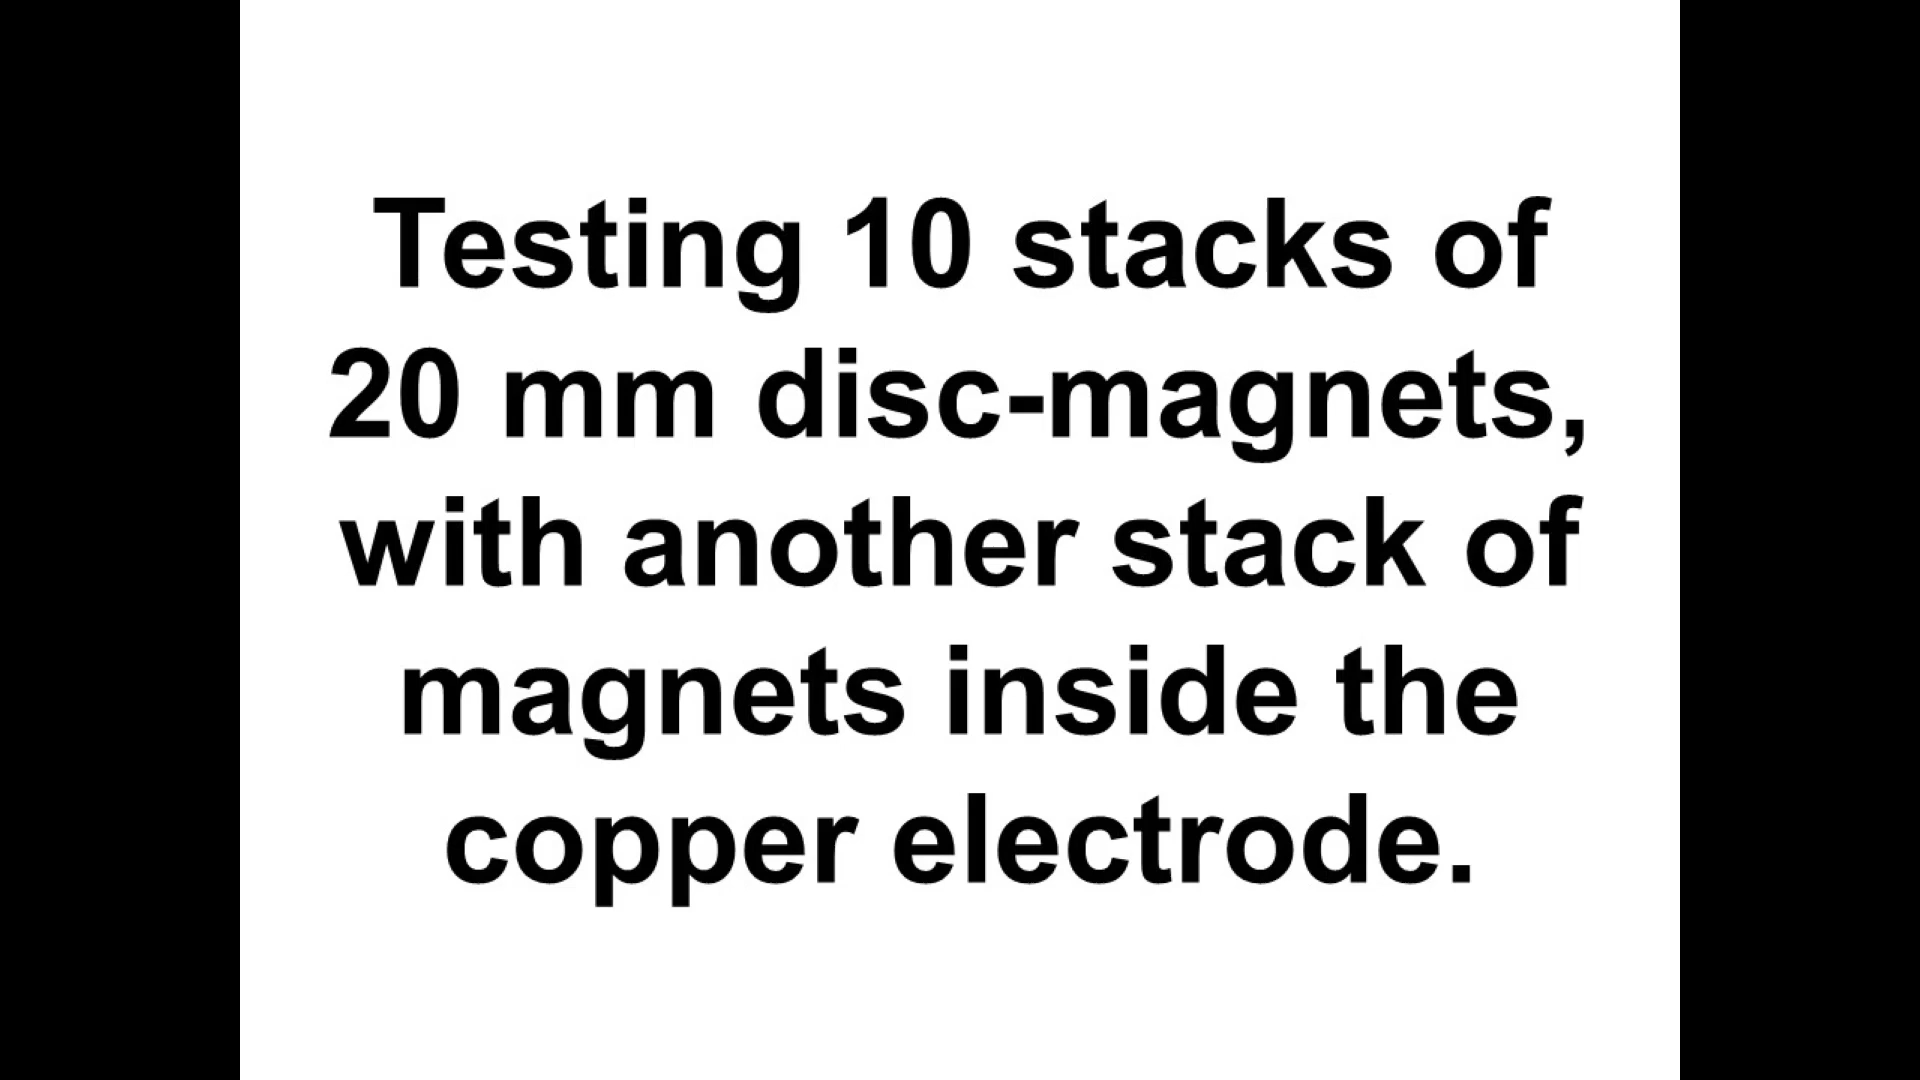 Testing 10 stacks of
20 mm disc-magnets,
with another stack of
magnets inside the
copper electrode.